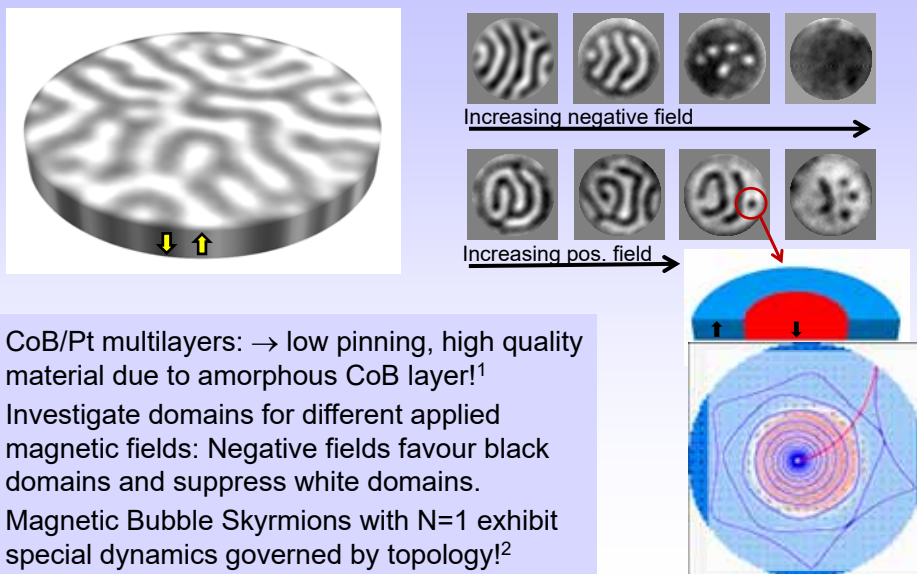 Increasing negative field
Increasing pos. field
CoB/Pt multilayers: → low pinning, high quality
material due to amorphous CoB layer!¹
Investigate domains for different applied
magnetic fields: Negative fields favour black
domains and suppress white domains.
Magnetic Bubble Skyrmions with N=1 exhibit
special dynamics governed by topology!²